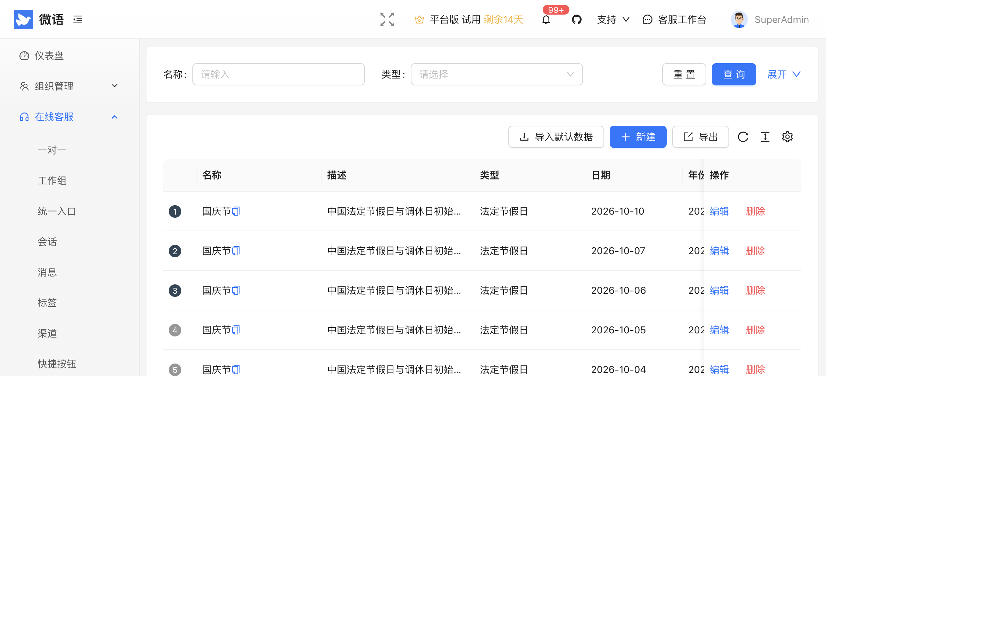 微语
平台版 试用 剩余14天
99+
支持
客服工作台
SuperAdmin
仪表盘
组织管理
在线客服
一对一
工作组
统一入口
会话
消息
标签
渠道
快捷按钮
名称: 请输入
类型: 请选择
重 置
查 询
展开
导入默认数据
新建
导出
名称 描述 类型 日期 年份 操作
1 国庆节 中国法定节假日与调休日初始... 法定节假日 2026-10-10 202 编辑 删除
2 国庆节 中国法定节假日与调休日初始... 法定节假日 2026-10-07 202 编辑 删除
3 国庆节 中国法定节假日与调休日初始... 法定节假日 2026-10-06 202 编辑 删除
4 国庆节 中国法定节假日与调休日初始... 法定节假日 2026-10-05 202 编辑 删除
5 国庆节 中国法定节假日与调休日初始... 法定节假日 2026-10-04 202 编辑 删除